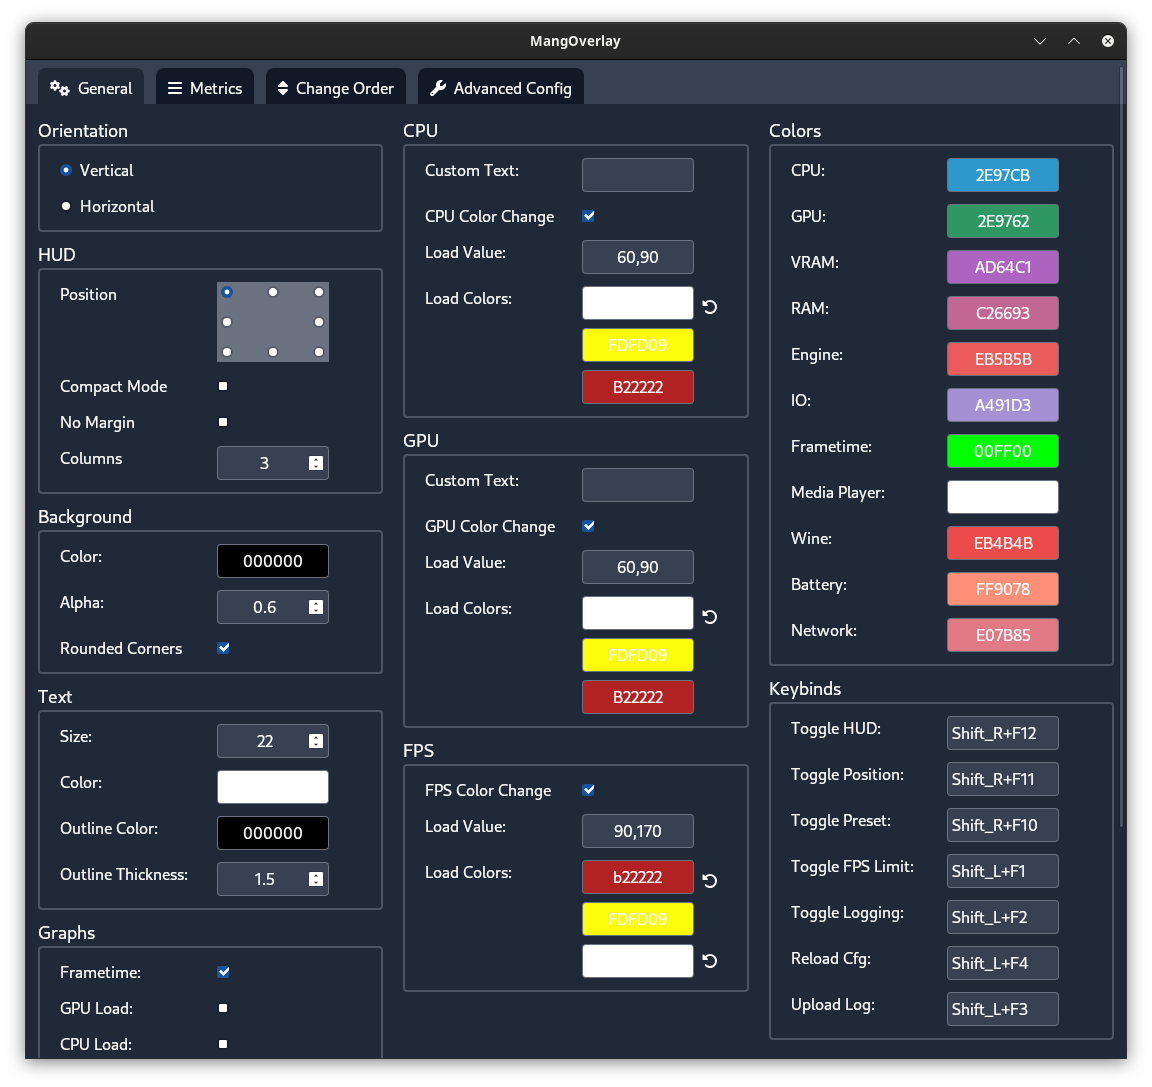 MangOverlay
General
Metrics
Change Order
Advanced Config
Orientation
Vertical
Horizontal
HUD
Position
Compact Mode
No Margin
Columns
3
Background
Color:
000000
Alpha:
0.6
Rounded Corners
Text
Size:
22
Color:
Outline Color:
000000
Outline Thickness:
1.5
Graphs
Frametime:
GPU Load:
CPU Load:
CPU
Custom Text:
CPU Color Change
Load Value:
60,90
Load Colors:
FDFD09
B22222
GPU
Custom Text:
GPU Color Change
Load Value:
60,90
Load Colors:
FDFD09
B22222
FPS
FPS Color Change
Load Value:
90,170
Load Colors:
b22222
FDFD09
Colors
CPU:
2E97CB
GPU:
2E9762
VRAM:
AD64C1
RAM:
C26693
Engine:
EB5B5B
IO:
A491D3
Frametime:
00FF00
Media Player:
Wine:
EB4B4B
Battery:
FF9078
Network:
E07B85
Keybinds
Toggle HUD:
Shift_R+F12
Toggle Position:
Shift_R+F11
Toggle Preset:
Shift_R+F10
Toggle FPS Limit:
Shift_L+F1
Toggle Logging:
Shift_L+F2
Reload Cfg:
Shift_L+F4
Upload Log:
Shift_L+F3